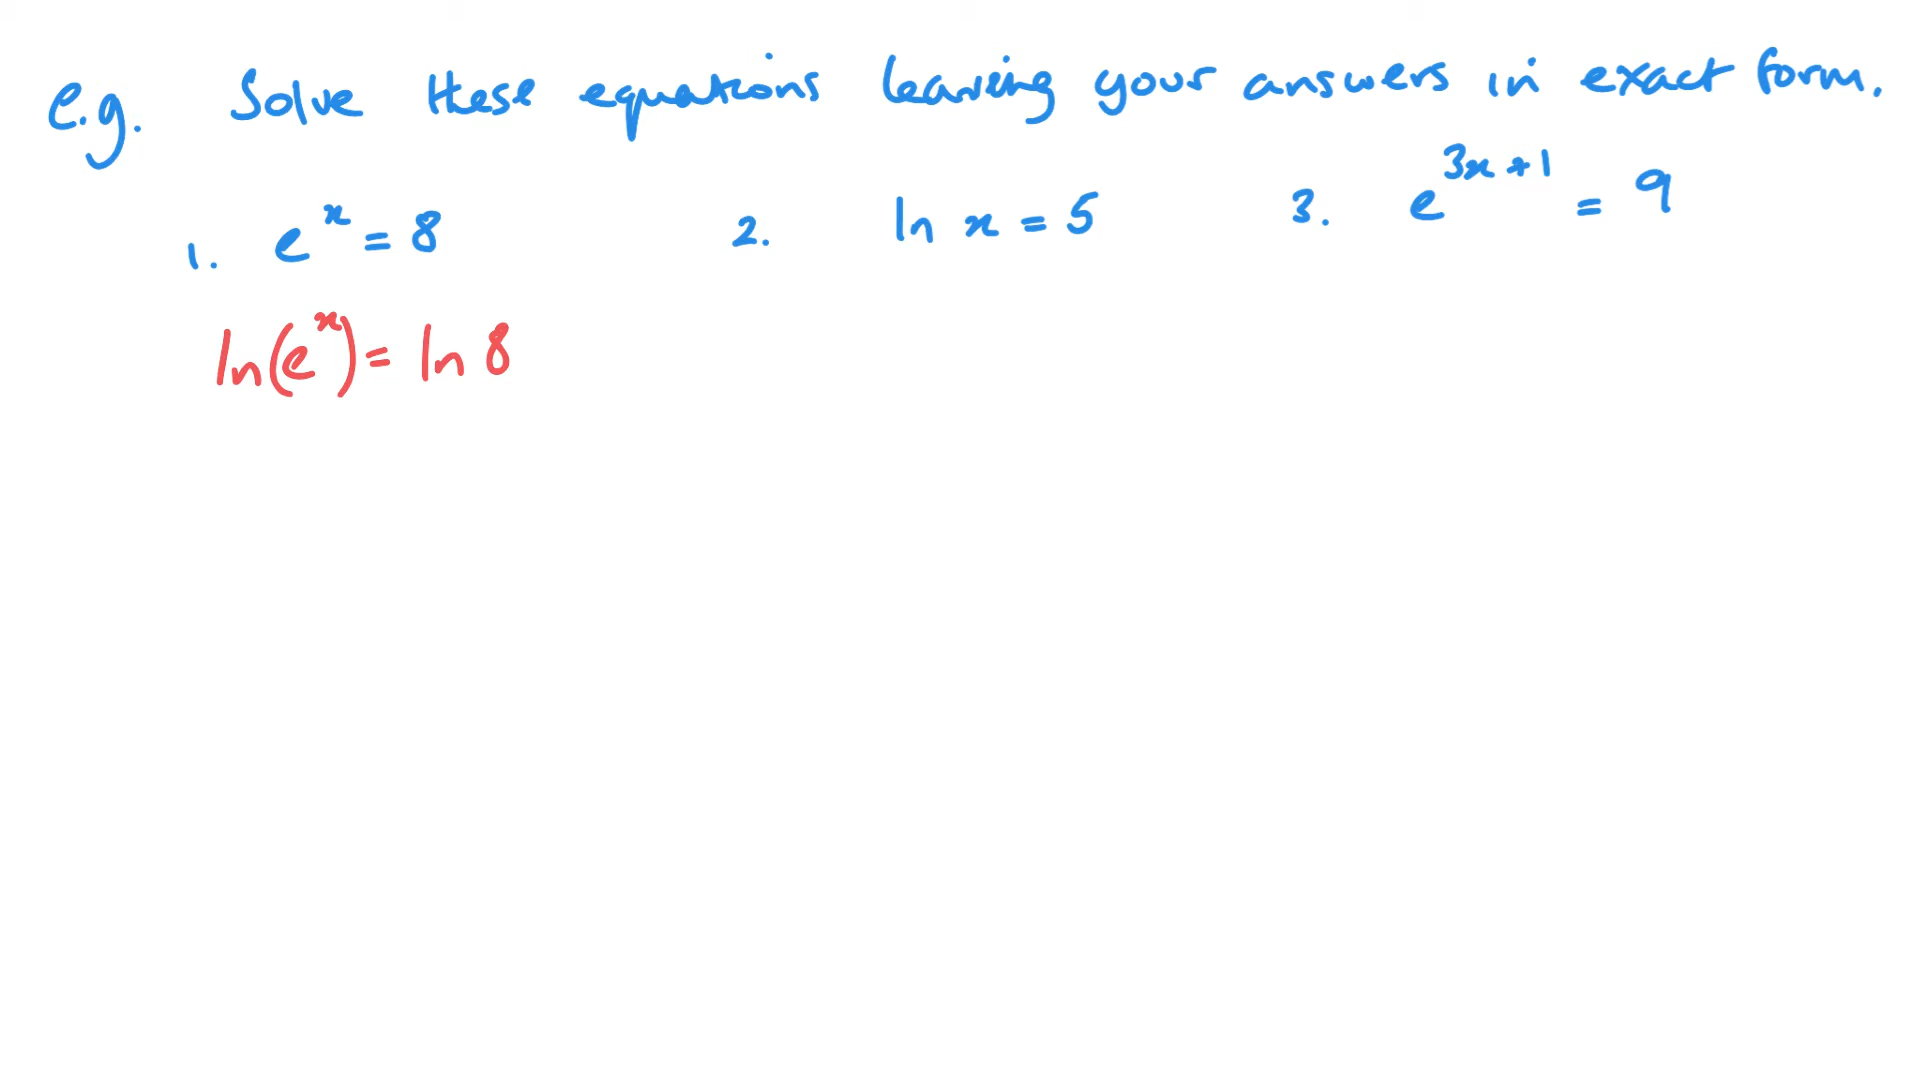 e.g. Solve these equations leaving your answers in exact form.
1. e^x = 8 2. ln x = 5 3. e^(3x+1) = 9
ln(e^x) = ln 8